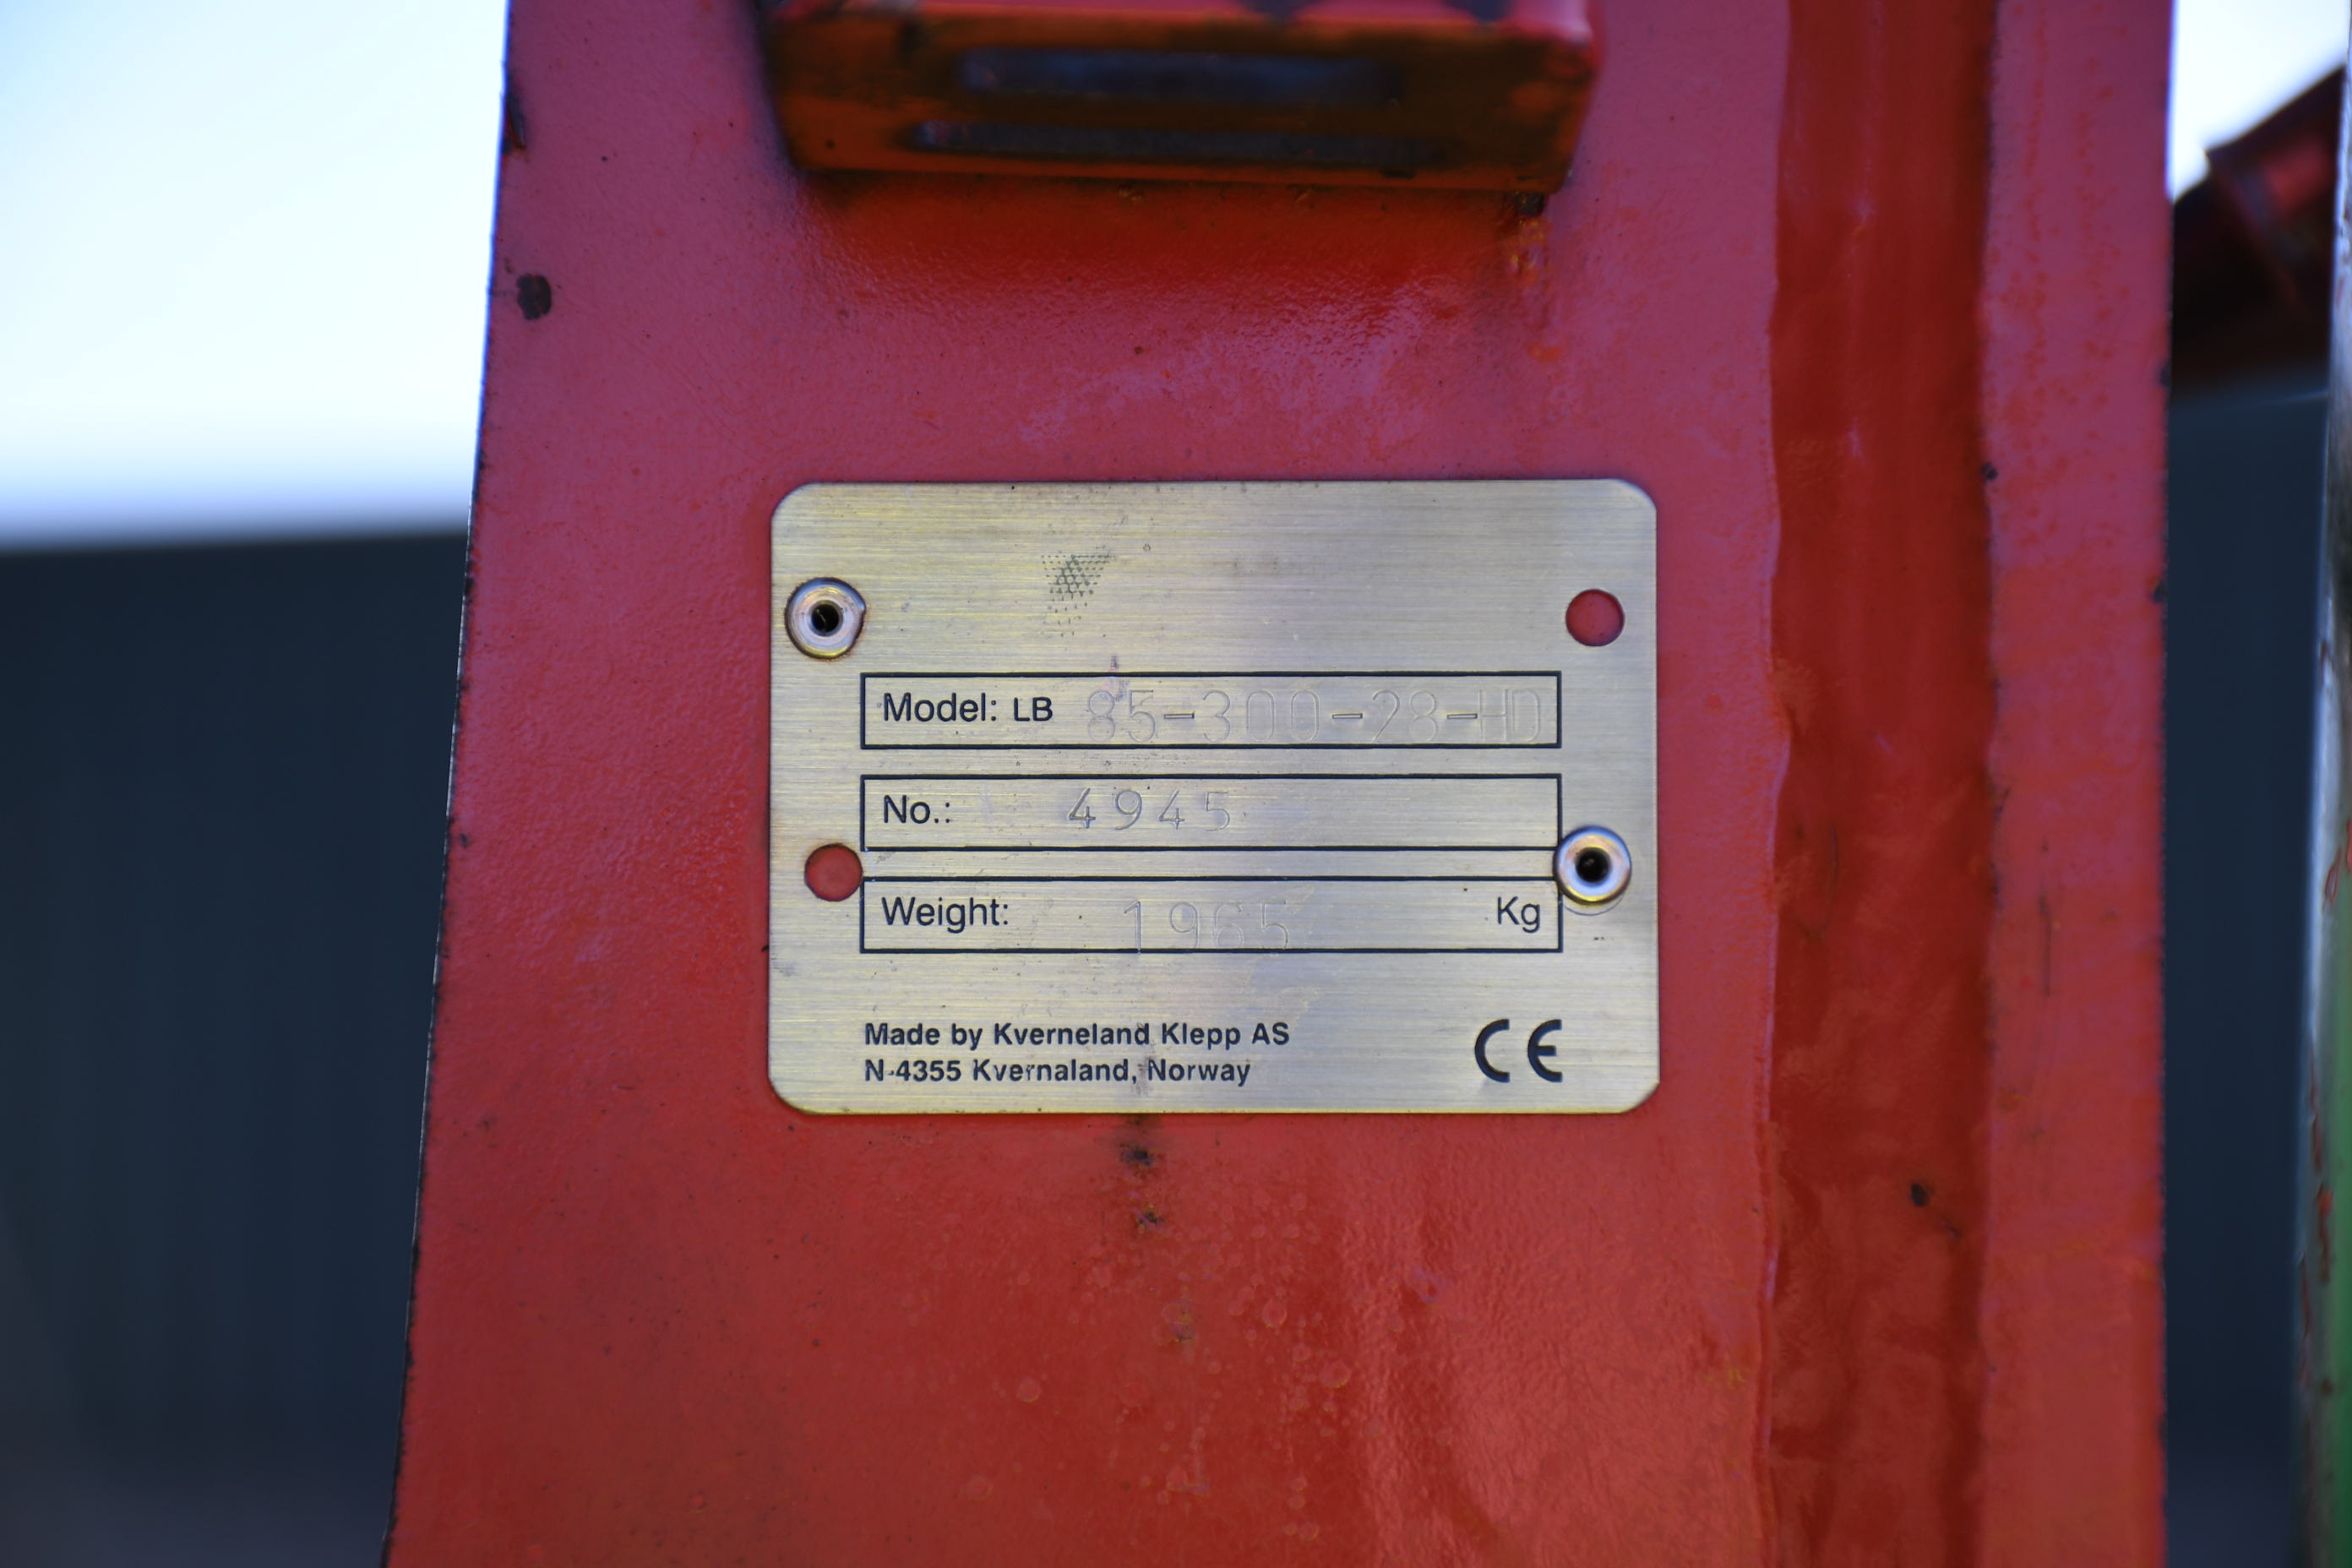 Model: LB 85-300-28-HD
No.: 4945
Weight: 1965 Kg
Made by Kverneland Klepp AS
N-4355 Kvernaland, Norway
CE